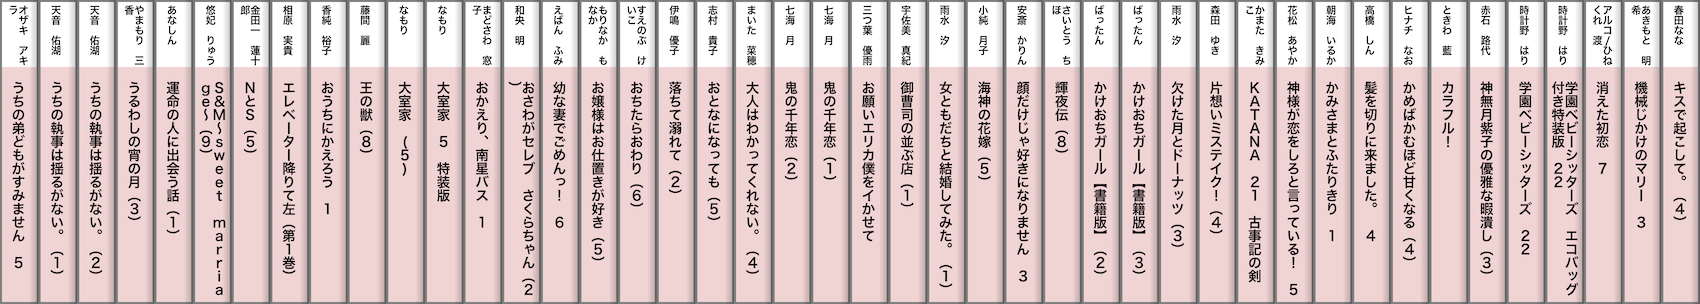 春田なな
キスで起こして。（４）
あきもと　明
希
機械じかけのマリー　３
アルコ/ひね
くれ　渡
消えた初恋　７
時計野　はり
学園ベビーシッターズ　エコバッグ
付き特装版　２２
時計野　はり
学園ベビーシッターズ　２２
赤石　路代
神無月紫子の優雅な暇潰し（３）
ときわ　藍
カラフル！
ヒナチ　なお
かめばかむほど甘くなる（４）
高橋　しん
髪を切りに来ました。　４
朝海　いるか
かみさまとふたりきり　１
花松　あやか
神様が恋をしろと言っている！　５
かまた　きみ
こ
ＫＡＴＡＮＡ　２１　古事記の剣
森田　ゆき
片想いミステイク！（４）
雨水　汐
欠けた月とドーナッツ（３）
ばったん
かけおちガール【書籍版】（３）
ばったん
かけおちガール【書籍版】（２）
さいとう　ち
ほ
輝夜伝（８）
安斎　かりん
顔だけじゃ好きになりません　３
小純　月子
海神の花嫁（５）
雨水　汐
女ともだちと結婚してみた。（１）
宇佐美　真紀
御曹司の並ぶ店（１）
三つ葉　優雨
お願いエリカ僕をイかせて
七海　月
鬼の千年恋（１）
七海　月
鬼の千年恋（２）
まいた　菜穂
大人はわかってくれない。（４）
志村　貴子
おとなになっても（５）
伊鳴　優子
落ちて溺れて（２）
すえのぶ　け
いこ
おちたらおわり（６）
もりなか　も
なか
お嬢様はお仕置きが好き（５）
えばん　ふみ
幼な妻でごめんっ！　６
和央　明
おさわがセレブ　さくらちゃん（２
）
まどさわ　窓
子
おかえり、南星バス　１
なもり
大室家　５　特装版
なもり
大室家　（５）
藤間　麗
王の獣（８）
香純　裕子
おうちにかえろう　１
相原　実貴
エレベーター降りて左（第１巻）
金田一　蓮十
郎
ＮとＳ（５）
悠妃　りゅう
Ｓ＆Ｍ～ｓｗｅｅｔ　ｍａｒｒｉａ
ｇｅ～（９）
あなしん
運命の人に出会う話（１）
やまもり　三
香
うるわしの宵の月（３）
天音　佑湖
うちの執事は揺るがない。（２）
天音　佑湖
うちの執事は揺るがない。（１）
オザキ　アキ
うちの弟どもがすみません　５